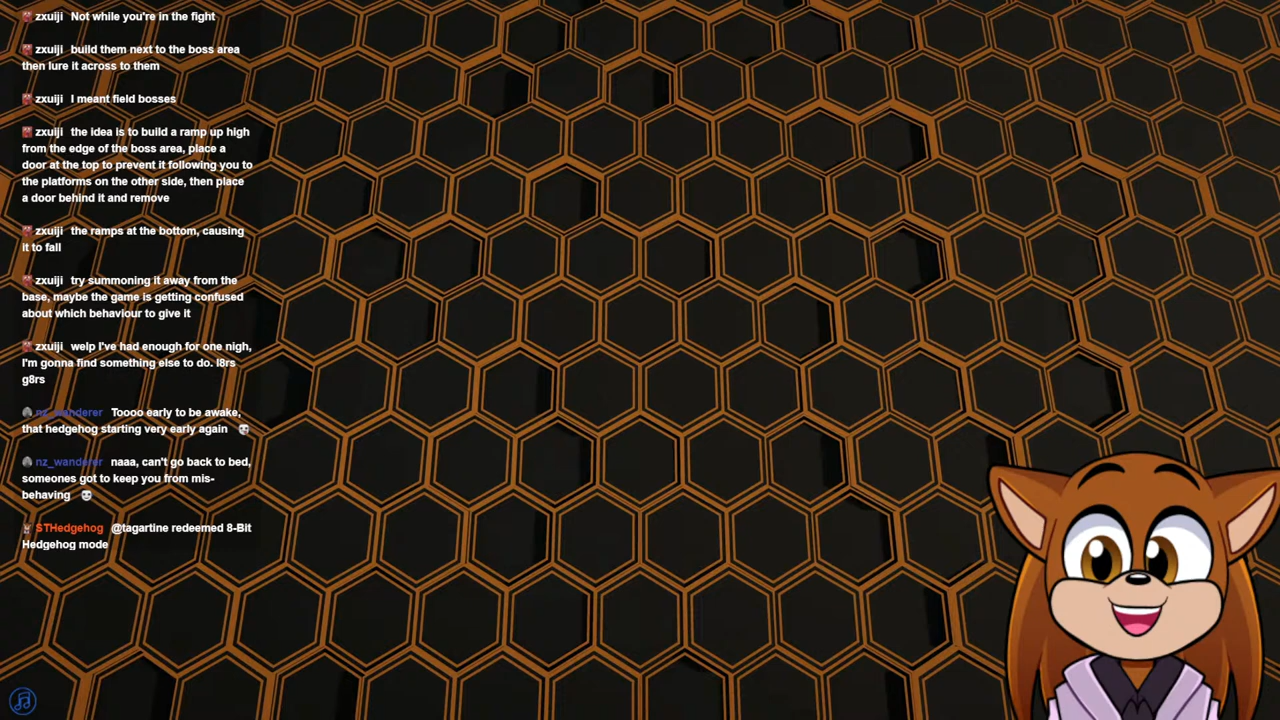 zxuiji Not while you're in the fight
zxuiji build them next to the boss area
then lure it across to them
zxuiji I meant field bosses
zxuiji the idea is to build a ramp up high
from the edge of the boss area, place a
door at the top to prevent it following you to
the platforms on the other side, then place
a door behind it and remove
zxuiji the ramps at the bottom, causing
it to fall
zxuiji try summoning it away from the
base, maybe the game is getting confused
about which behaviour to give it
zxuiji welp I've had enough for one nigh,
I'm gonna find something else to do. l8rs
g8rs
nz_wanderer Toooo early to be awake,
that hedgehog starting very early again
nz_wanderer naaa, can't go back to bed,
someones got to keep you from mis-
behaving
STHedgehog @tagartine redeemed 8-Bit
Hedgehog mode